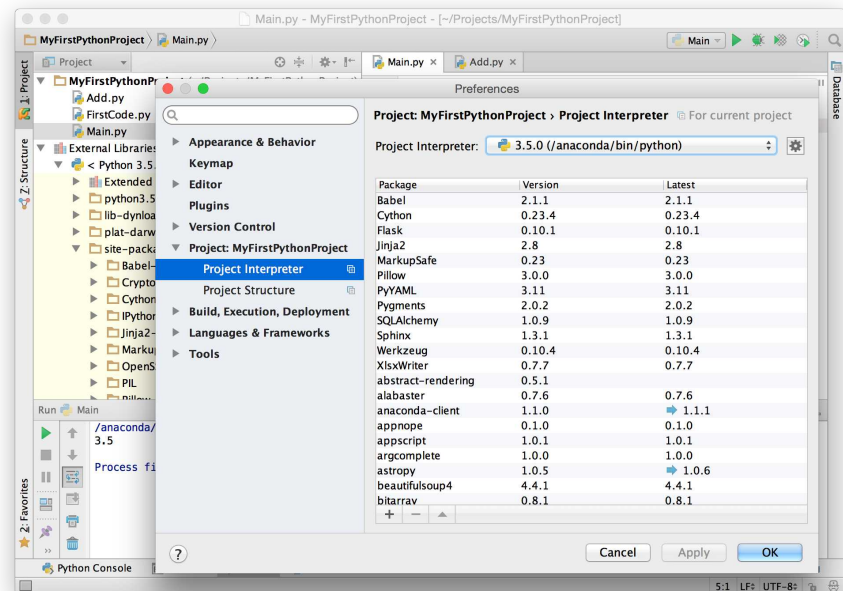 Main.py - MyFirstPythonProject - [~/Projects/MyFirstPythonProject]
MyFirstPythonProject Main.py
Main
Project
Main.py × Add.py ×
1: Project
Z: Structure
2: Favorites
Database
Add.py
FirstCode.py
Main.py
External Libraries
< Python 3.5.
Extended
python3.5
lib-dynloa
plat-darw
site-packa
Babel-
Crypto
Cython
IPython
Jinja2-
Marku
OpenS
PIL
Run Main
/anaconda/
3.5
Process fi
Python Console
5:1 LF÷ UTF-8÷
Preferences
Appearance & Behavior
Keymap
Editor
Plugins
Version Control
Project: MyFirstPythonProject
Project Interpreter
Project Structure
Build, Execution, Deployment
Languages & Frameworks
Tools
Project: MyFirstPythonProject › Project Interpreter For current project
Project Interpreter: 3.5.0 (/anaconda/bin/python)
Package Version Latest
Babel 2.1.1 2.1.1
Cython 0.23.4 0.23.4
Flask 0.10.1 0.10.1
Jinja2 2.8 2.8
MarkupSafe 0.23 0.23
Pillow 3.0.0 3.0.0
PyYAML 3.11 3.11
Pygments 2.0.2 2.0.2
SQLAlchemy 1.0.9 1.0.9
Sphinx 1.3.1 1.3.1
Werkzeug 0.10.4 0.10.4
XlsxWriter 0.7.7 0.7.7
abstract-rendering 0.5.1
alabaster 0.7.6 0.7.6
anaconda-client 1.1.0 1.1.1
appnope 0.1.0 0.1.0
appscript 1.0.1 1.0.1
argcomplete 1.0.0 1.0.0
astropy 1.0.5 1.0.6
beautifulsoup4 4.4.1 4.4.1
bitarray 0.8.1 0.8.1
+ −
?
Cancel Apply OK